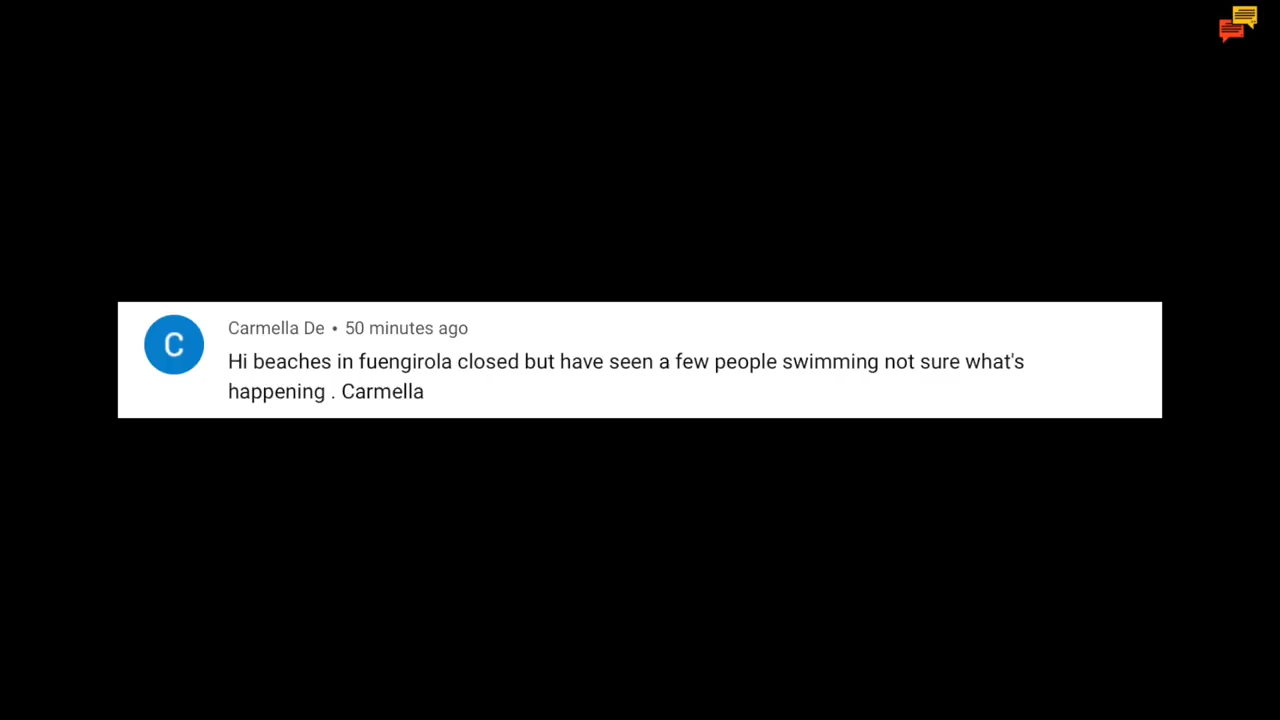 C
Carmella De • 50 minutes ago
Hi beaches in fuengirola closed but have seen a few people swimming not sure what's
happening . Carmella